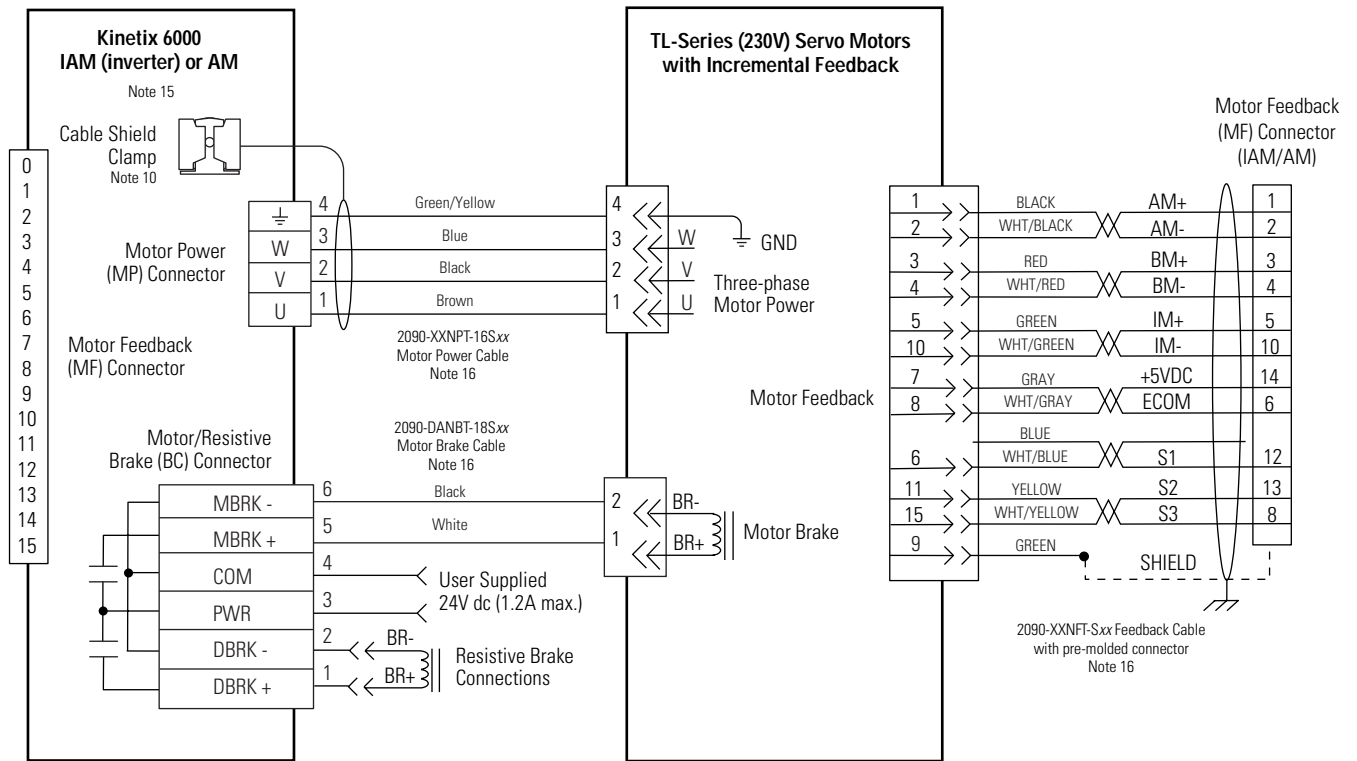 Kinetix 6000
IAM (inverter) or AM
Note 15
Cable Shield
Clamp
Note 10
0
1
2
3
4
5
6
7
8
9
10
11
12
13
14
15
Motor Power
(MP) Connector
W
V
U
4
3
2
1
Motor Feedback
(MF) Connector
Motor/Resistive
Brake (BC) Connector
MBRK -
MBRK +
COM
PWR
DBRK -
DBRK +
6
5
4
3
2
1
Green/Yellow
Blue
Black
Brown
2090-XXNPT-16Sxx
Motor Power Cable
Note 16
2090-DANBT-18Sxx
Motor Brake Cable
Note 16
Black
White
User Supplied
24V dc (1.2A max.)
BR-
BR+
Resistive Brake
Connections
TL-Series (230V) Servo Motors
with Incremental Feedback
4
3
2
1
GND
W
V
U
Three-phase
Motor Power
2
1
BR-
BR+
Motor Brake
Motor Feedback
Motor Feedback
(MF) Connector
(IAM/AM)
1 BLACK AM+ 1
2 WHT/BLACK AM- 2
3 RED BM+ 3
4 WHT/RED BM- 4
5 GREEN IM+ 5
10 WHT/GREEN IM- 10
7 GRAY +5VDC 14
8 WHT/GRAY ECOM 6
BLUE
6 WHT/BLUE S1 12
11 YELLOW S2 13
15 WHT/YELLOW S3 8
9 GREEN
SHIELD
2090-XXNFT-Sxx Feedback Cable
with pre-molded connector
Note 16